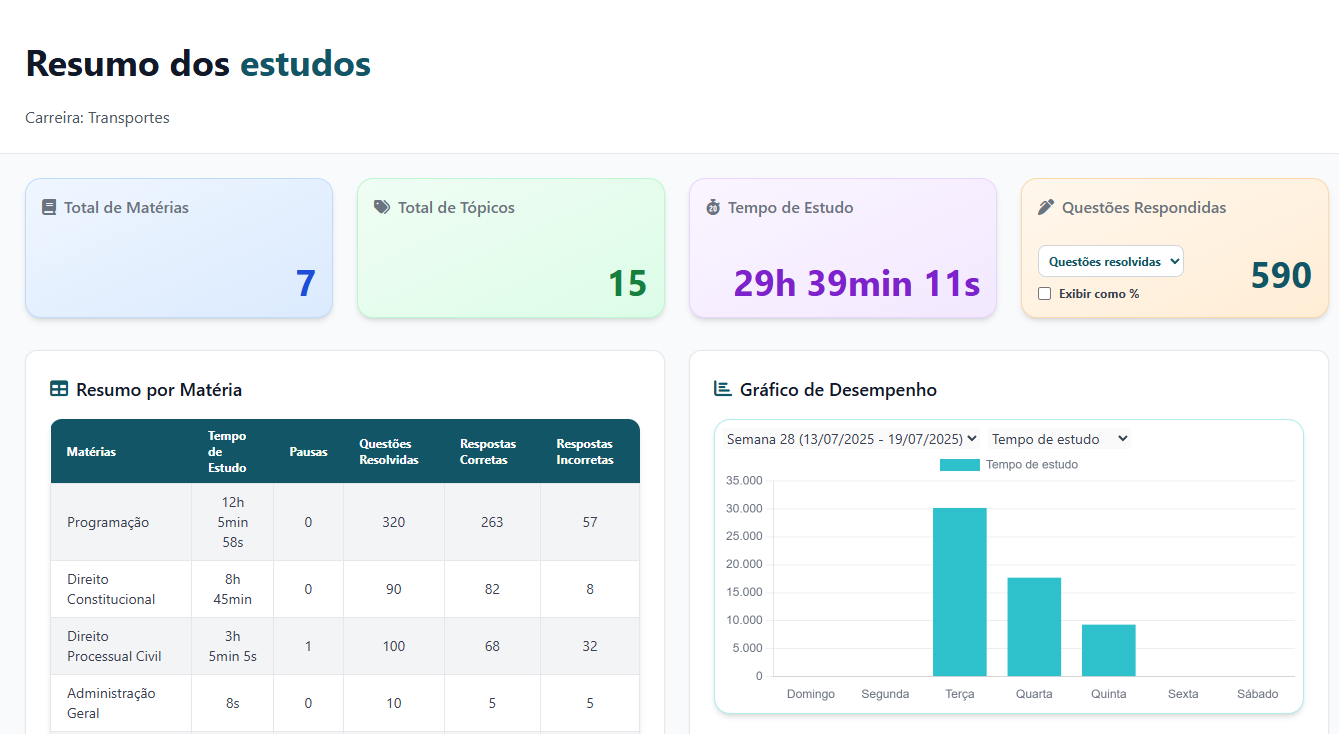 Resumo dos estudos
Carreira: Transportes
Total de Matérias
7
Total de Tópicos
15
20
Tempo de Estudo
29h 39min 11s
Questões Respondidas
Questões resolvidas
Exibir como %
590
Resumo por Matéria
Matérias
Tempo
de
Estudo
Pausas
Questões
Resolvidas
Respostas
Corretas
Respostas
Incorretas
Programação
12h
5min
58s
0
320
263
57
Direito
Constitucional
8h
45min
0
90
82
8
Direito
Processual Civil
3h
5min 5s
1
100
68
32
Administração
Geral
8s
0
10
5
5
Gráfico de Desempenho
Semana 28 (13/07/2025 - 19/07/2025)
Tempo de estudo
Tempo de estudo
35.000
30.000
25.000
20.000
15.000
10.000
5.000
0
Domingo
Segunda
Terça
Quarta
Quinta
Sexta
Sábado